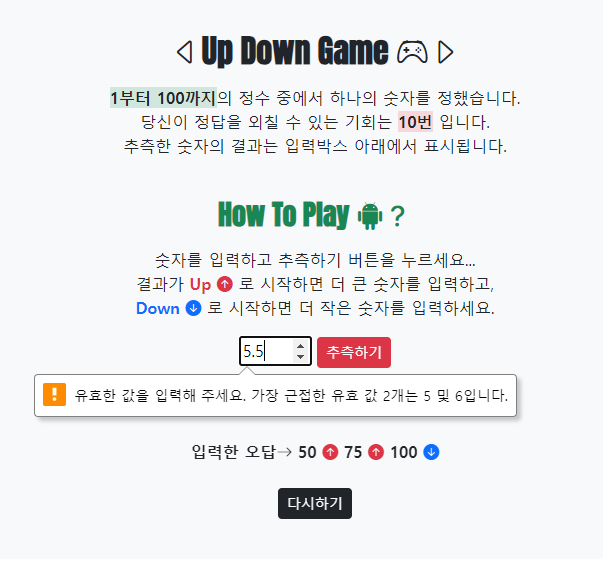 Up Down Game
1부터 100까지의 정수 중에서 하나의 숫자를 정했습니다.
당신이 정답을 외칠 수 있는 기회는 10번 입니다.
추측한 숫자의 결과는 입력박스 아래에서 표시됩니다.
How To Play ?
숫자를 입력하고 추측하기 버튼을 누르세요...
결과가 Up 로 시작하면 더 큰 숫자를 입력하고,
Down 로 시작하면 더 작은 숫자를 입력하세요.
5.5 추측하기
유효한 값을 입력해 주세요. 가장 근접한 유효 값 2개는 5 및 6입니다.
입력한 오답→ 50 75 100
다시하기